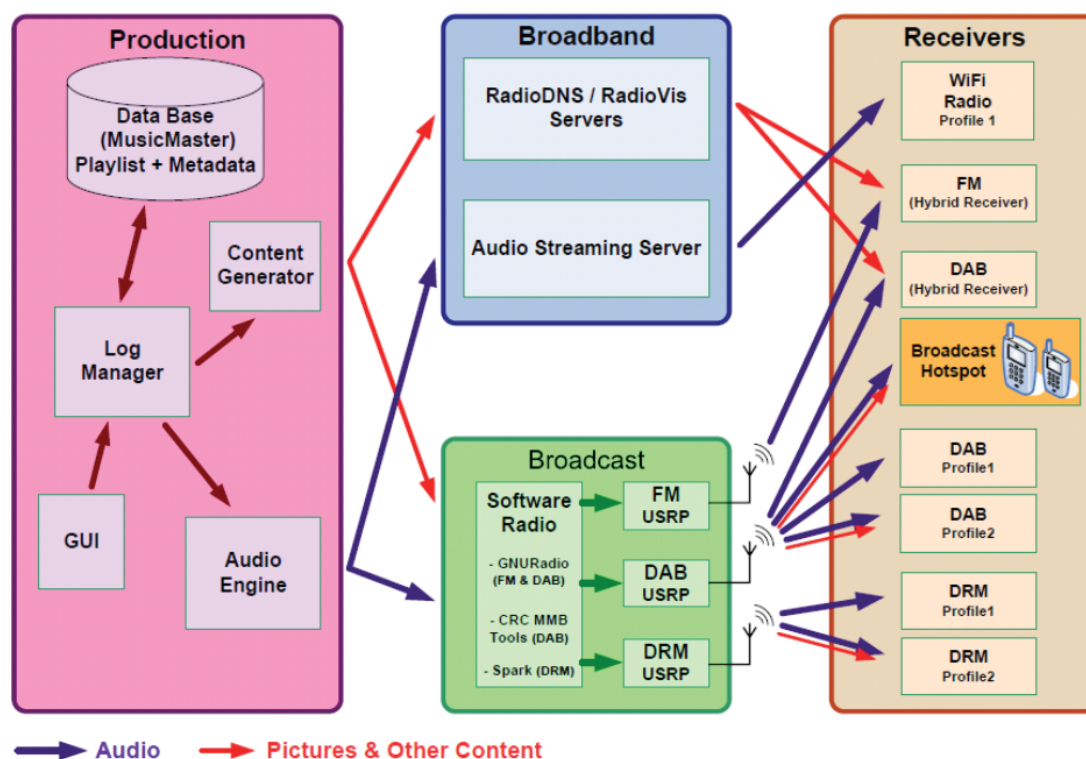 Production
Data Base
(MusicMaster)
Playlist + Metadata
Content
Generator
Log
Manager
GUI
Audio
Engine
Broadband
RadioDNS / RadioVis
Servers
Audio Streaming Server
Broadcast
Software
Radio
- GNURadio
(FM & DAB)
- CRC MMB
Tools (DAB)
- Spark (DRM)
FM
USRP
DAB
USRP
DRM
USRP
Receivers
WiFi
Radio
Profile 1
FM
(Hybrid Receiver)
DAB
(Hybrid Receiver)
Broadcast
Hotspot
DAB
Profile1
DAB
Profile2
DRM
Profile1
DRM
Profile2
Audio
Pictures & Other Content